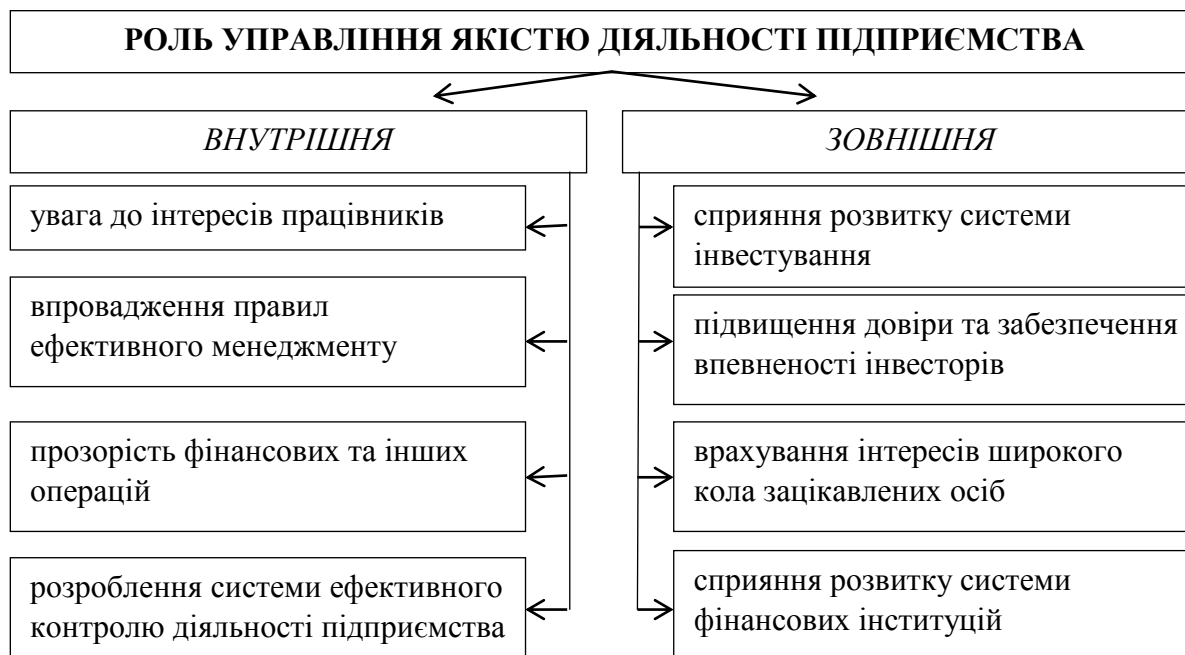 РОЛЬ УПРАВЛІННЯ ЯКІСТЮ ДІЯЛЬНОСТІ ПІДПРИЄМСТВА
ВНУТРІШНЯ
увага до інтересів працівників
впровадження правил
ефективного менеджменту
прозорість фінансових та інших
операцій
розроблення системи ефективного
контролю діяльності підприємства
ЗОВНІШНЯ
сприяння розвитку системи
інвестування
підвищення довіри та забезпечення
впевненості інвесторів
врахування інтересів широкого
кола зацікавлених осіб
сприяння розвитку системи
фінансових інституцій